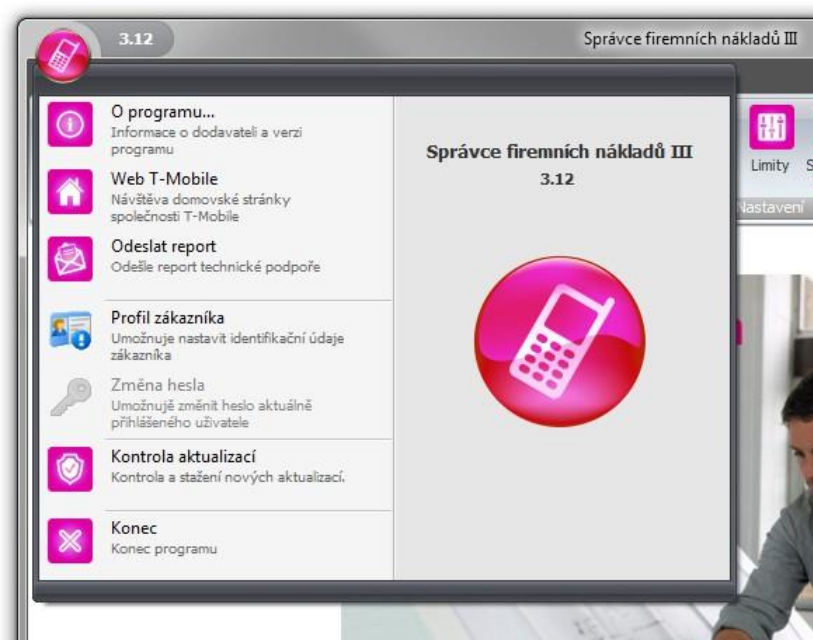 3.12
Správce firemních nákladů III
O programu...
Informace o dodavateli a verzi
programu
Web T-Mobile
Návštěva domovské stránky
společnosti T-Mobile
Odeslat report
Odešle report technické podpoře
Profil zákazníka
Umožnuje nastavit identifikační údaje
zákazníka
Změna hesla
Umožnujě změnit heslo aktuálně
přihlášeného uživatele
Kontrola aktualizací
Kontrola a stažení nových aktualizací.
Konec
Konec programu
Správce firemních nákladů III
3.12
Limity
Nastavení